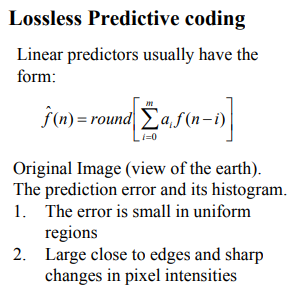 Lossless Predictive coding
Linear predictors usually have the
form:
f̂(n) = round[∑_{i=0}^{m} a_i f(n−i)]
Original Image (view of the earth).
The prediction error and its histogram.
1. The error is small in uniform
regions
2. Large close to edges and sharp
changes in pixel intensities